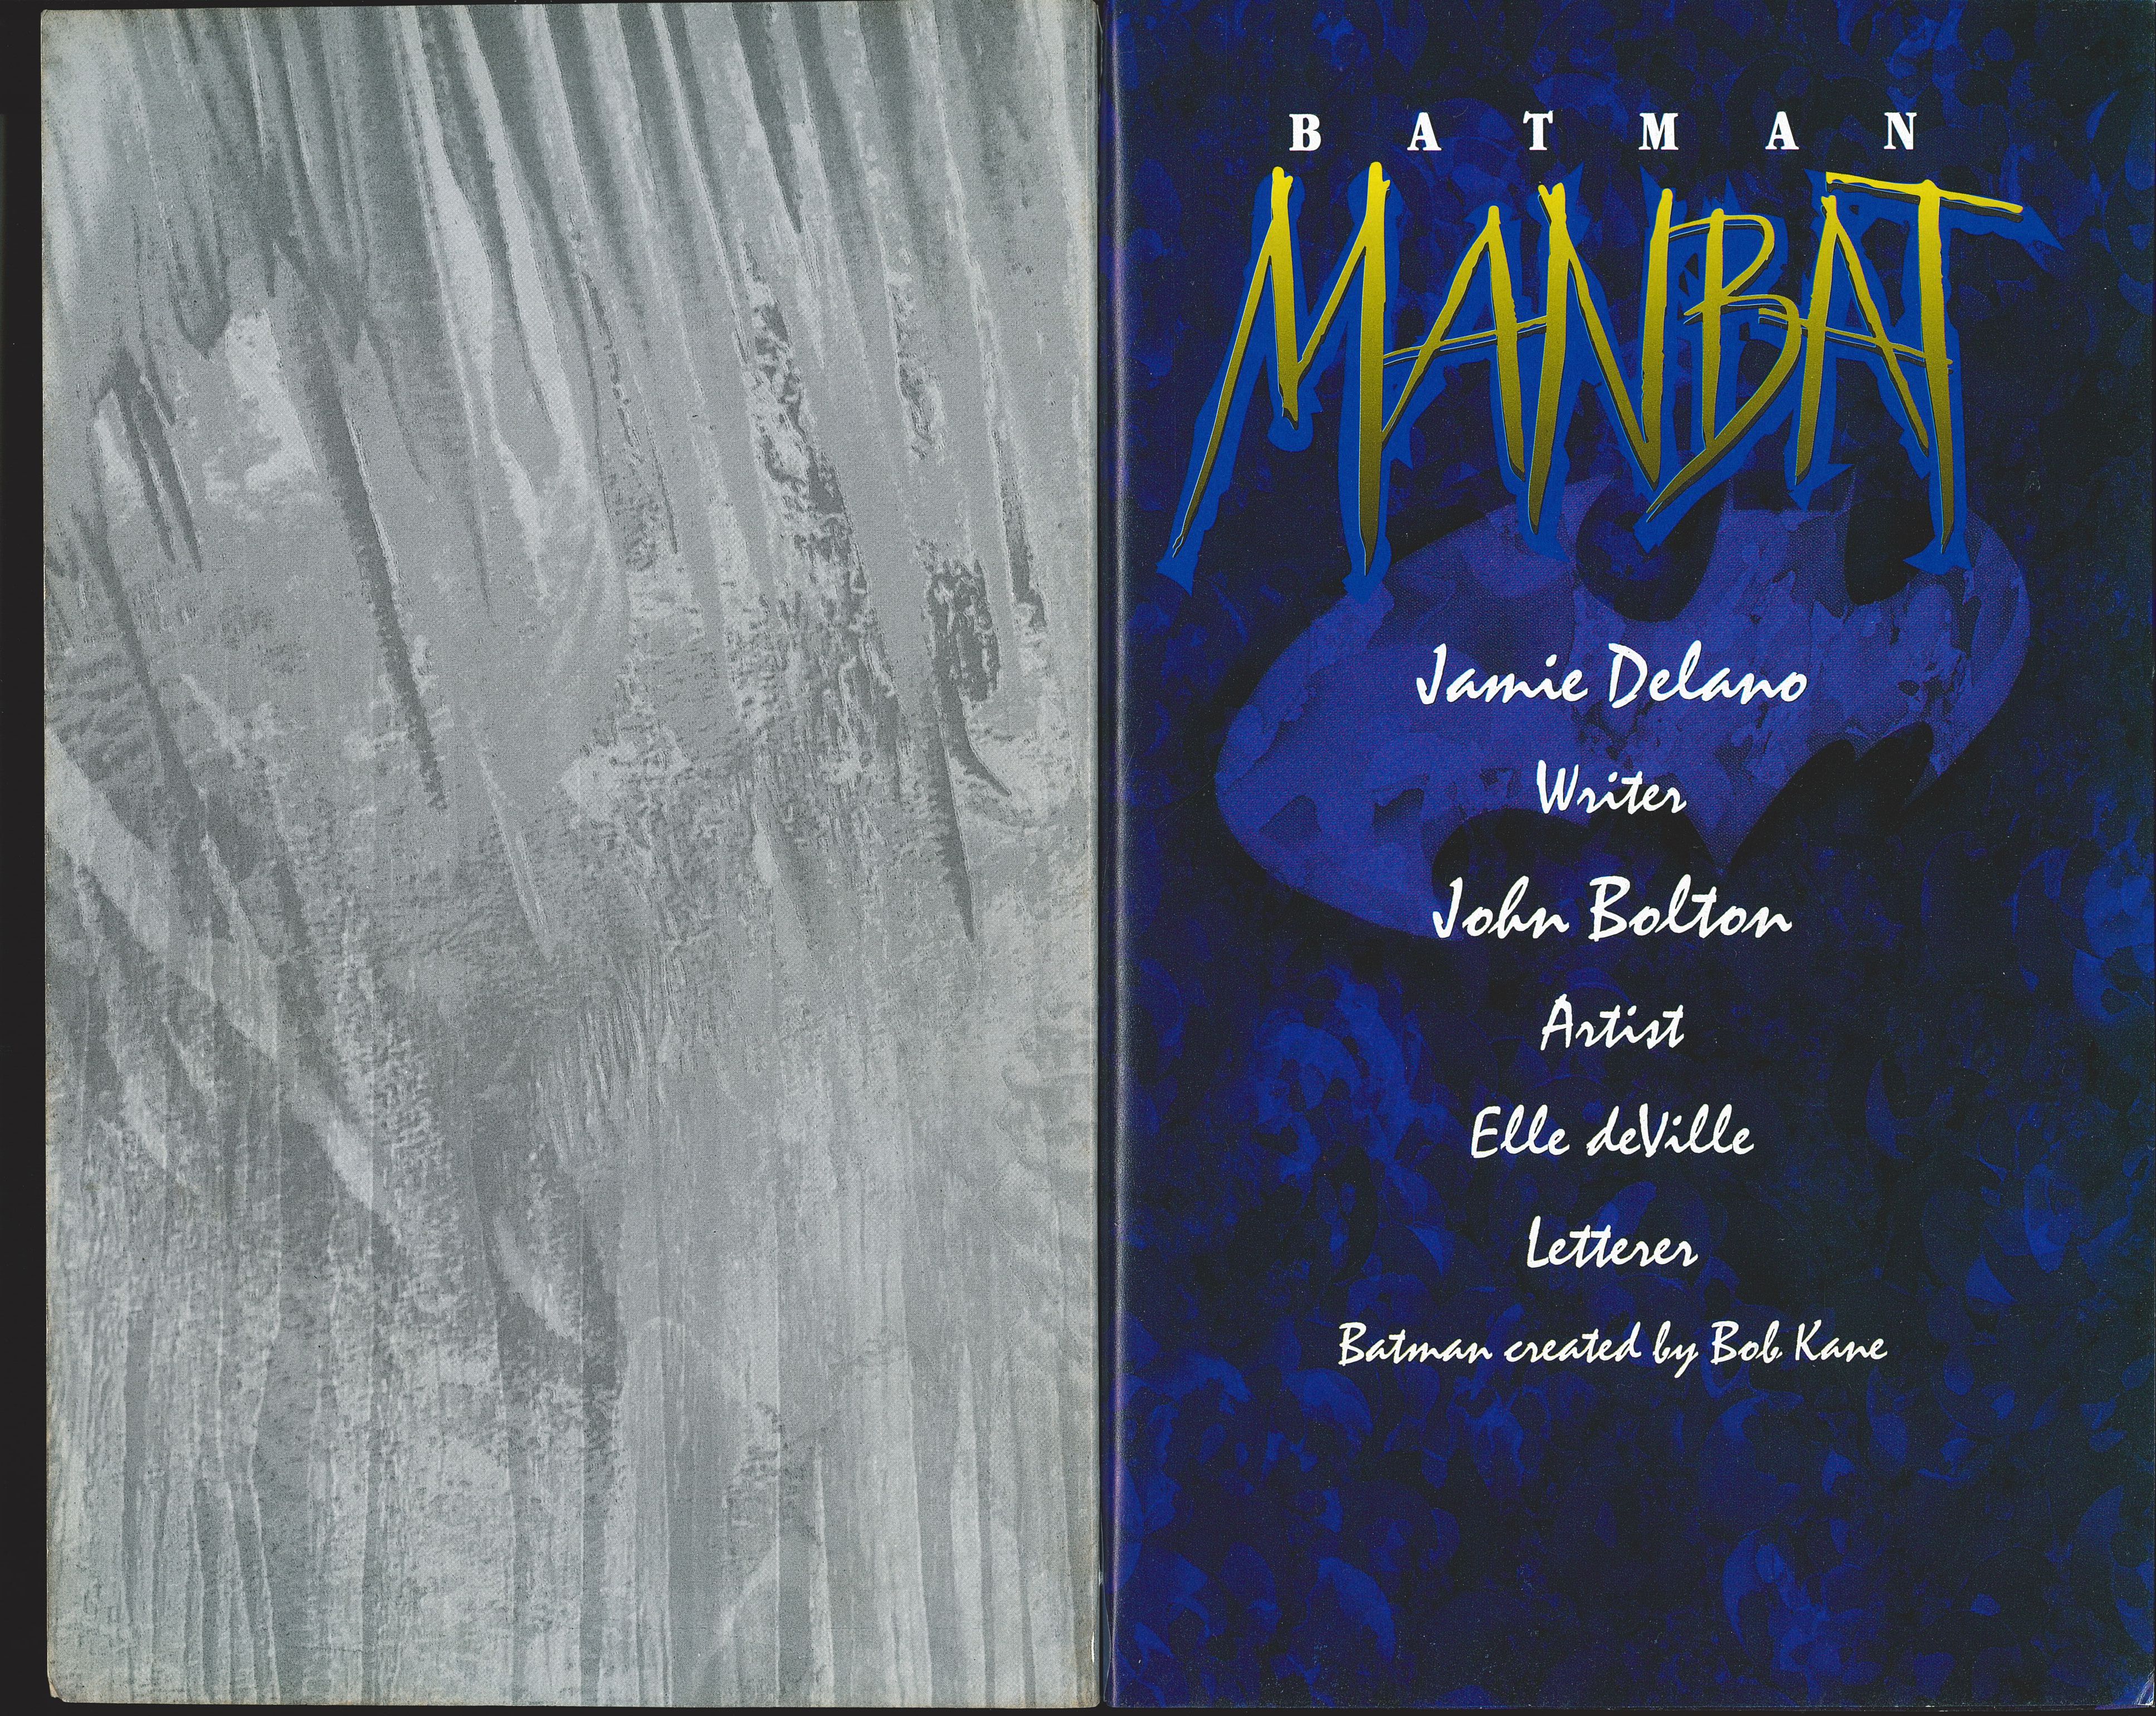 BATMAN
MANBAT
Jamie Delano
Writer
John Bolton
Artist
Elle deVille
Letterer
Batman created by Bob Kane